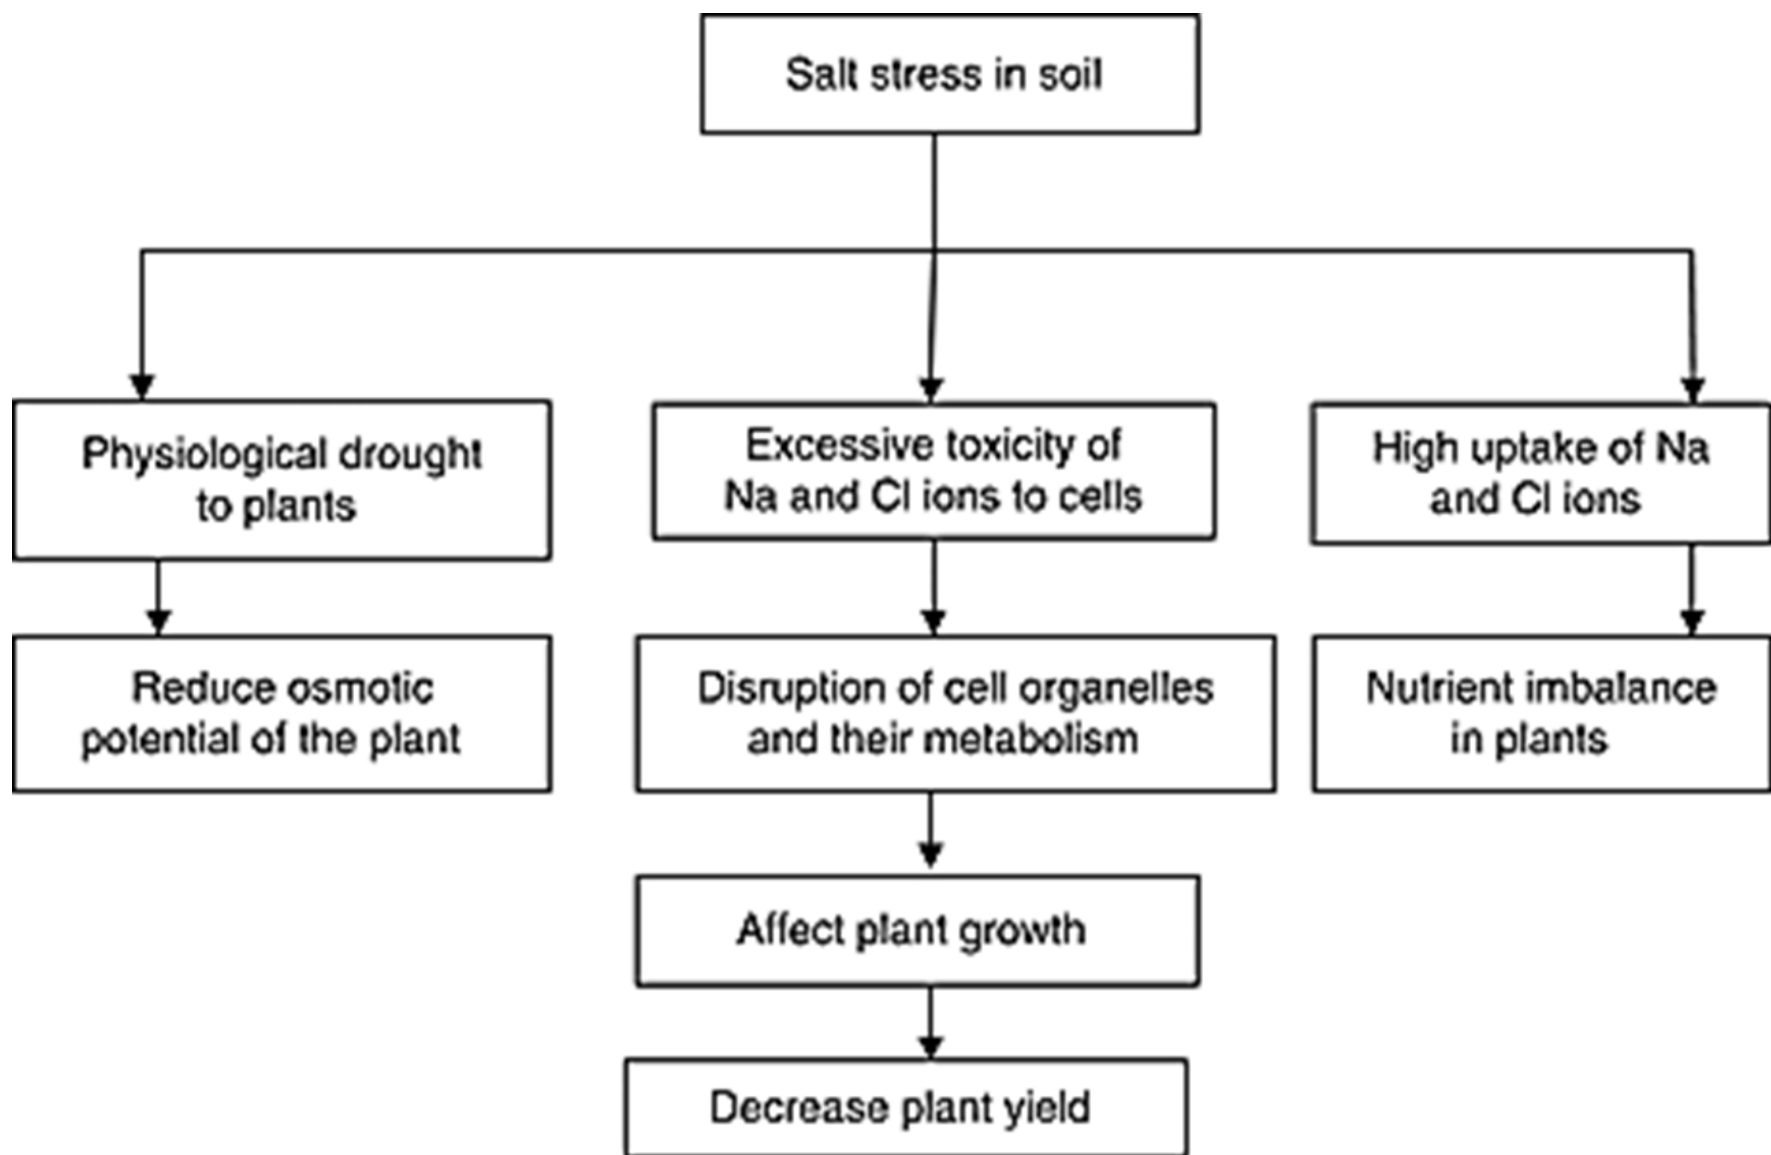 Salt stress in soil
Physiological drought
to plants
Excessive toxicity of
Na and Cl ions to cells
High uptake of Na
and Cl ions
Reduce osmotic
potential of the plant
Disruption of cell organelles
and their metabolism
Nutrient imbalance
in plants
Affect plant growth
Decrease plant yield